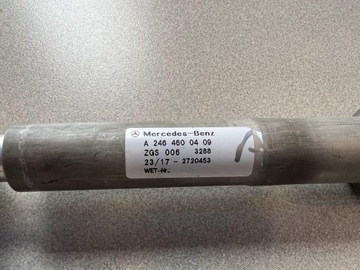 Mercedes-Benz
A 246 460 04 09
ZGS 006 3288
23/17 - 2720453
WET-Nr.:
A